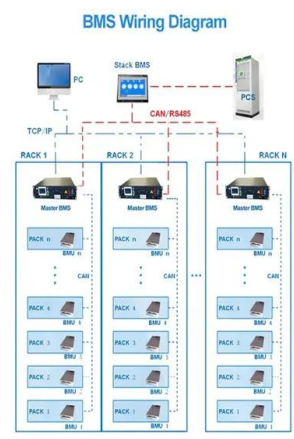 BMS Wiring Diagram
PC
Stack BMS
PCS
CAN/RS485
TCP/IP
RACK 1
RACK 2
RACK N
Master BMS
Master BMS
Master BMS
PACK n
BMU n
PACK n
BMU n
PACK n
BMU n
CAN
CAN
CAN
PACK 4
BMU 4
PACK 4
BMU 4
PACK 4
BMU 4
PACK 3
BMU 3
PACK 3
BMU 3
PACK 3
BMU 3
PACK 2
BMU 2
PACK 2
BMU 2
PACK 2
BMU 2
PACK 1
BMU 1
PACK 1
BMU 1
PACK 1
BMU 1